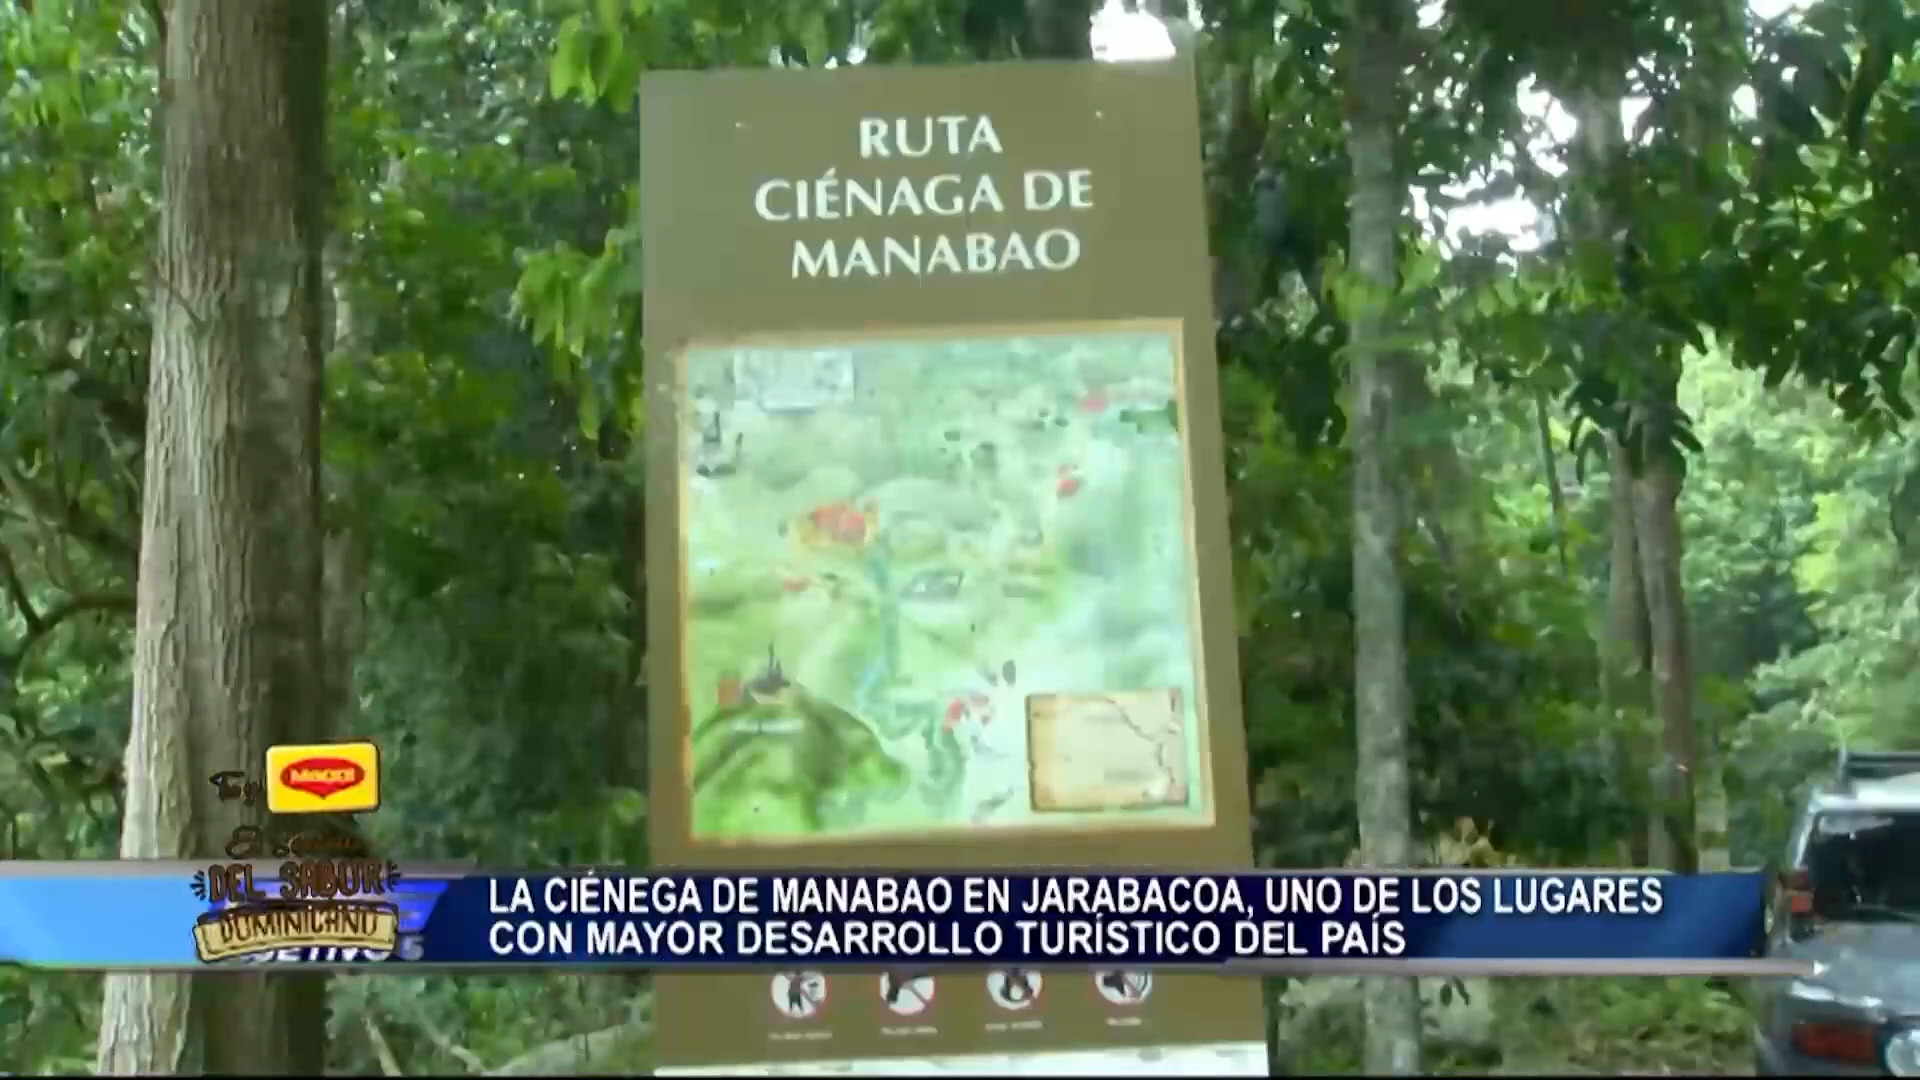 RUTA
CIÉNAGA DE
MANABAO
MAGGI
DEL SABOR
DOMINICANO
LA CIÉNEGA DE MANABAO EN JARABACOA, UNO DE LOS LUGARES
CON MAYOR DESARROLLO TURÍSTICO DEL PAÍS